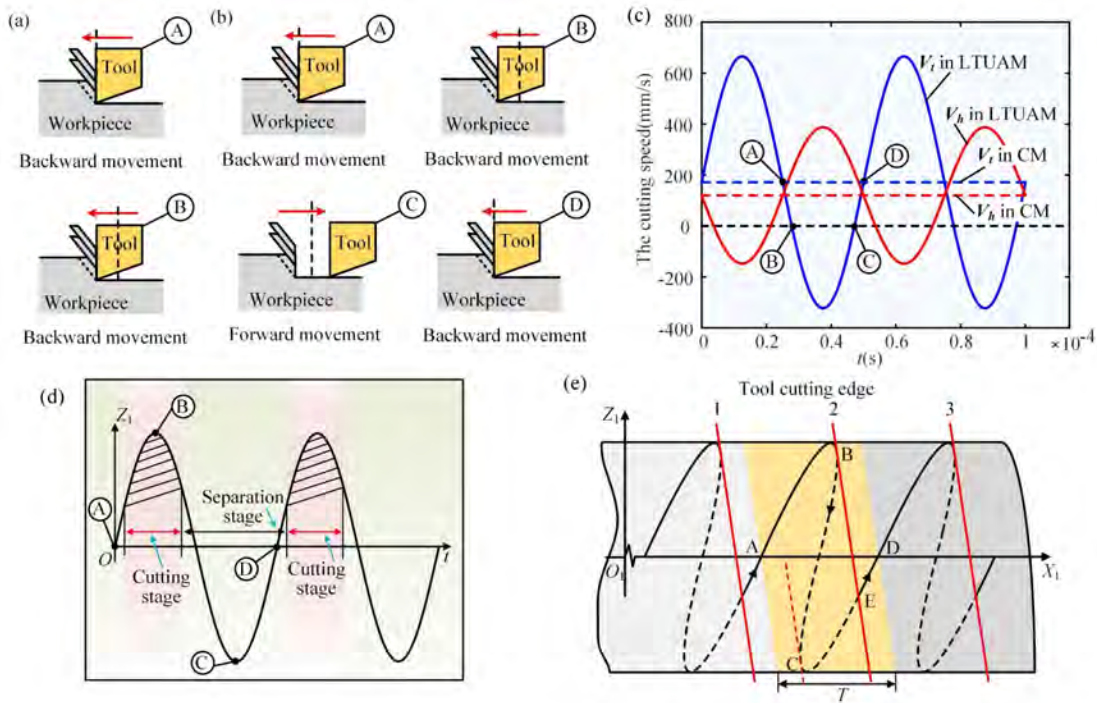 (a)
A
Tool
Workpiece
Backward movement
B
Tool
Workpiece
Backward movement
(b)
A
Tool
Workpiece
Backward movement
B
Tool
Workpiece
Backward movement
C
Tool
Workpiece
Forward movement
D
Tool
Workpiece
Backward movement
(c)
The cutting speed(mm/s)
800
600
400
200
0
-200
-400
0
0.2
0.4
0.6
0.8
1
×10⁻⁴
t(s)
Vt in LTUAM
Vh in LTUAM
Vt in CM
Vh in CM
A
D
B
C
(d)
Z₁
B
A
O
Separation
stage
t
D
Cutting
stage
Cutting
stage
C
(e)
Tool cutting edge
Z₁
1
2
3
B
A
D
O₁
X₁
E
C
T